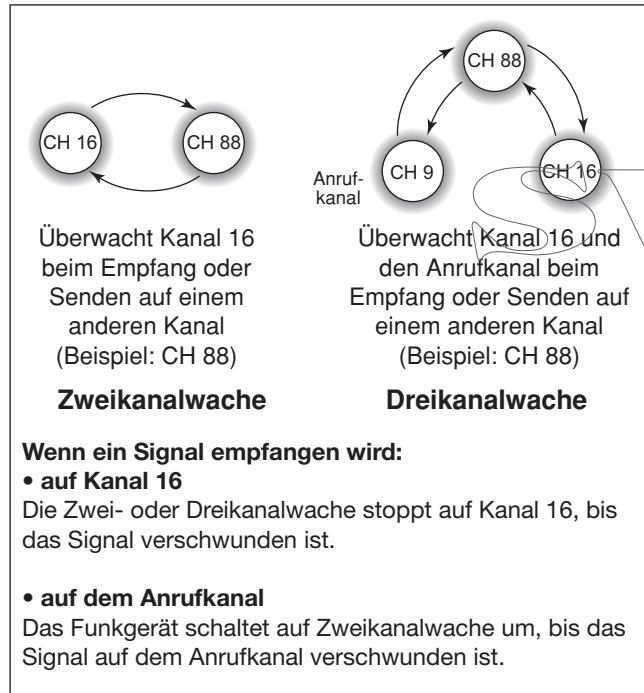 CH 16
CH 88
CH 88
CH 9
CH 16
Anruf-
kanal
Überwacht Kanal 16
beim Empfang oder
Senden auf einem
anderen Kanal
(Beispiel: CH 88)
Zweikanalwache
Überwacht Kanal 16 und
den Anrufkanal beim
Empfang oder Senden auf
einem anderen Kanal
(Beispiel: CH 88)
Dreikanalwache
Wenn ein Signal empfangen wird:
• auf Kanal 16
Die Zwei- oder Dreikanalwache stoppt auf Kanal 16, bis
das Signal verschwunden ist.
• auf dem Anrufkanal
Das Funkgerät schaltet auf Zweikanalwache um, bis das
Signal auf dem Anrufkanal verschwunden ist.